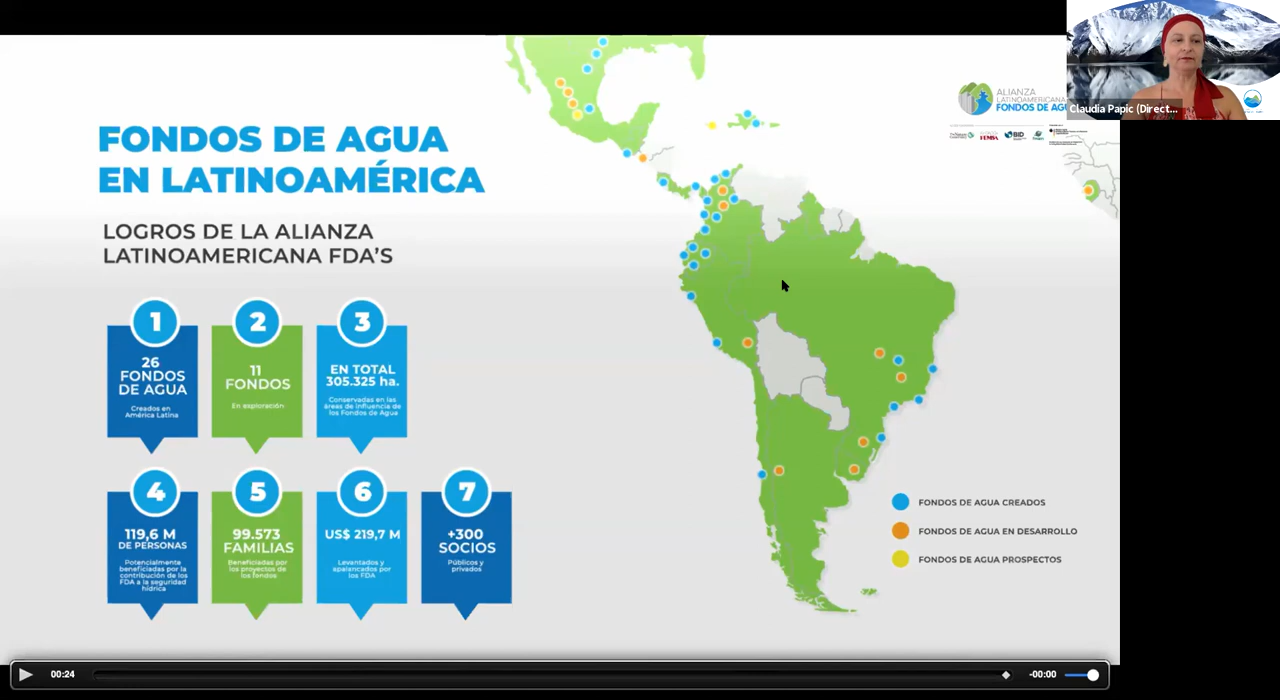 FONDOS DE AGUA
EN LATINOAMÉRICA
LOGROS DE LA ALIANZA
LATINOAMERICANA FDA'S
1
26
FONDOS
DE AGUA
Creados en
América Latina
2
11
FONDOS
En exploración
3
EN TOTAL
305.325 ha.
Conservadas en las
áreas de influencia de
los Fondos de Agua
4
119,6 M
DE PERSONAS
Potencialmente
beneficiadas por la
contribución de los
FDA a la seguridad
hídrica
5
99.573
FAMILIAS
Beneficiadas por
los proyectos de
los fondos
6
US$ 219,7 M
Levantados y
apalancados por
los FDA
7
+300
SOCIOS
Públicos y
privados
ALIANZA
LATINOAMERICANA
FONDOS DE AGU
FEMSA
BID
Claudia Papic (Direct...
FONDOS DE AGUA CREADOS
FONDOS DE AGUA EN DESARROLLO
FONDOS DE AGUA PROSPECTOS
00:24
-00:00